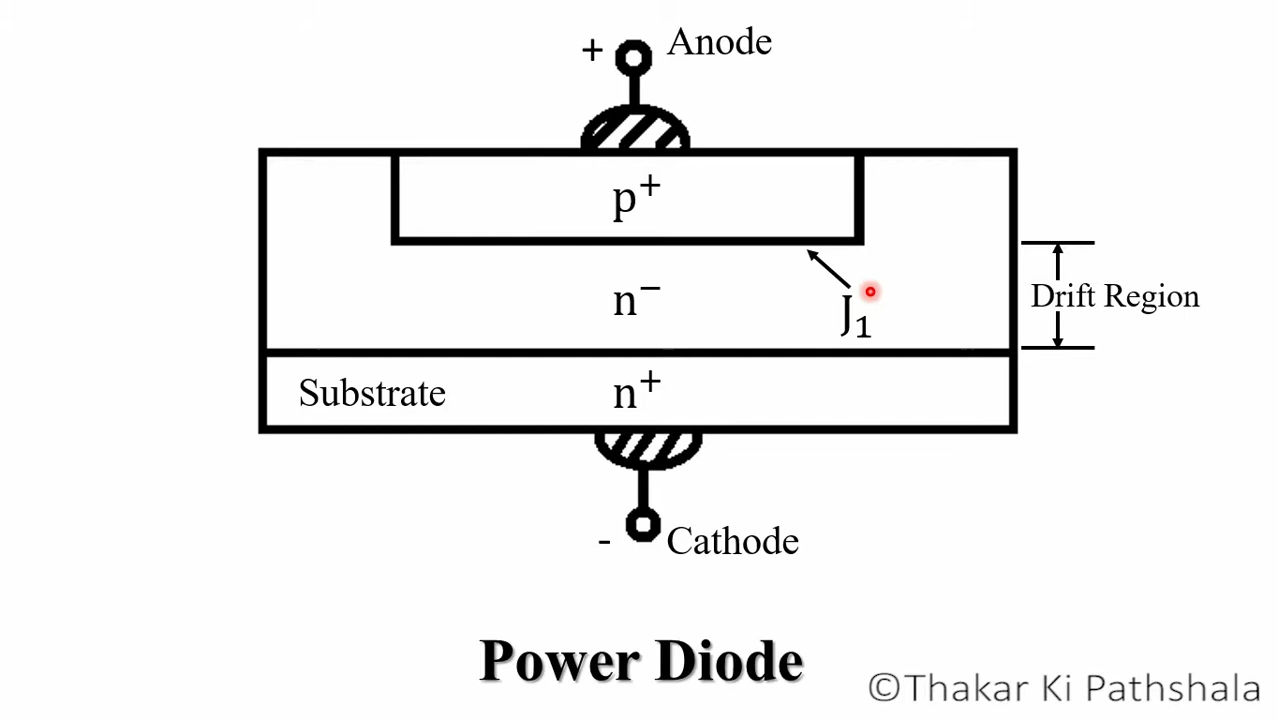 + Anode
p⁺
n⁻
J₁
Drift Region
Substrate n⁺
- Cathode
Power Diode
©Thakar Ki Pathshala